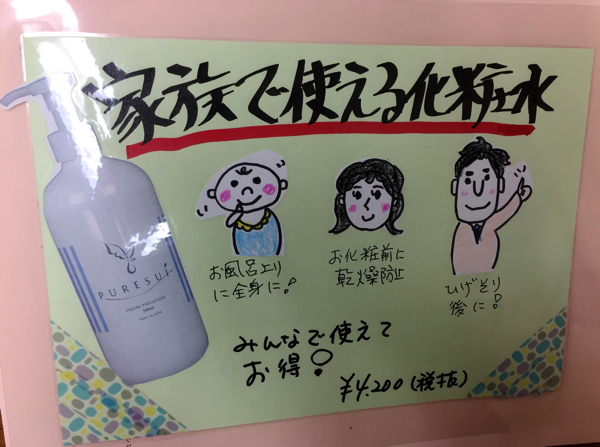 家族で使える化粧水
お風呂上り
に全身に！
お化粧前に
乾燥防止
ひげそり
後に！
みんなで使えて
お得！
¥4,200（税抜）
PURESUI